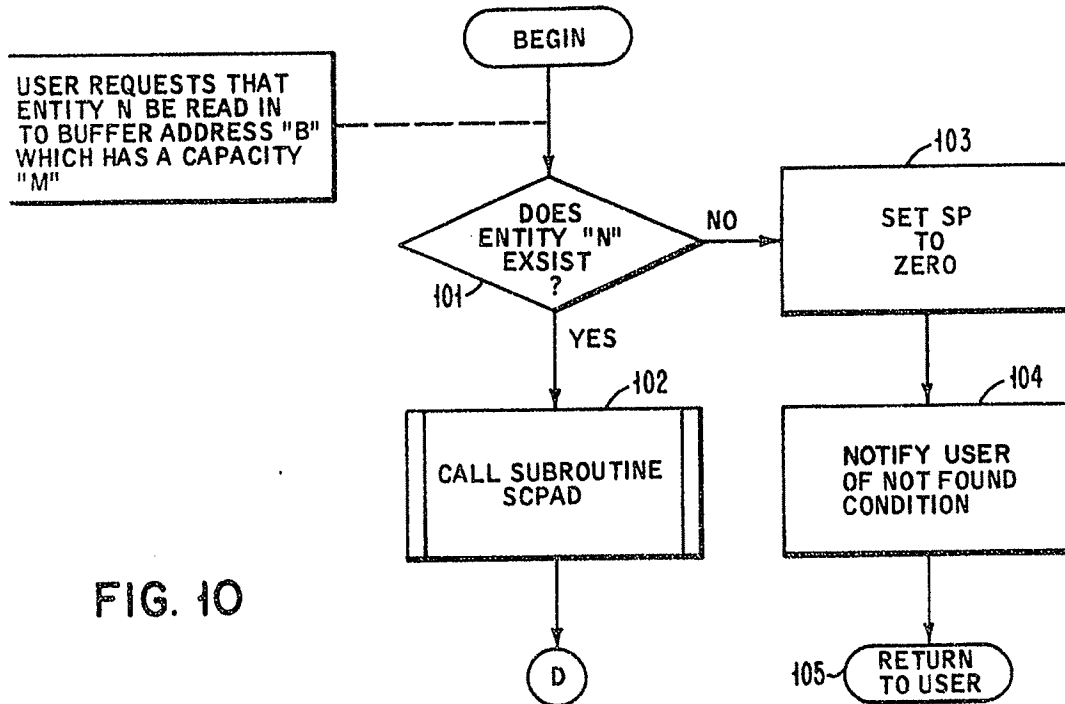 BEGIN
USER REQUESTS THAT
ENTITY N BE READ IN
TO BUFFER ADDRESS "B"
WHICH HAS A CAPACITY
"M"
DOES
ENTITY "N"
EXSIST
?
101
NO
YES
103
SET SP
TO
ZERO
102
CALL SUBROUTINE
SCPAD
104
NOTIFY USER
OF NOT FOUND
CONDITION
FIG. 10
D
105
RETURN
TO USER